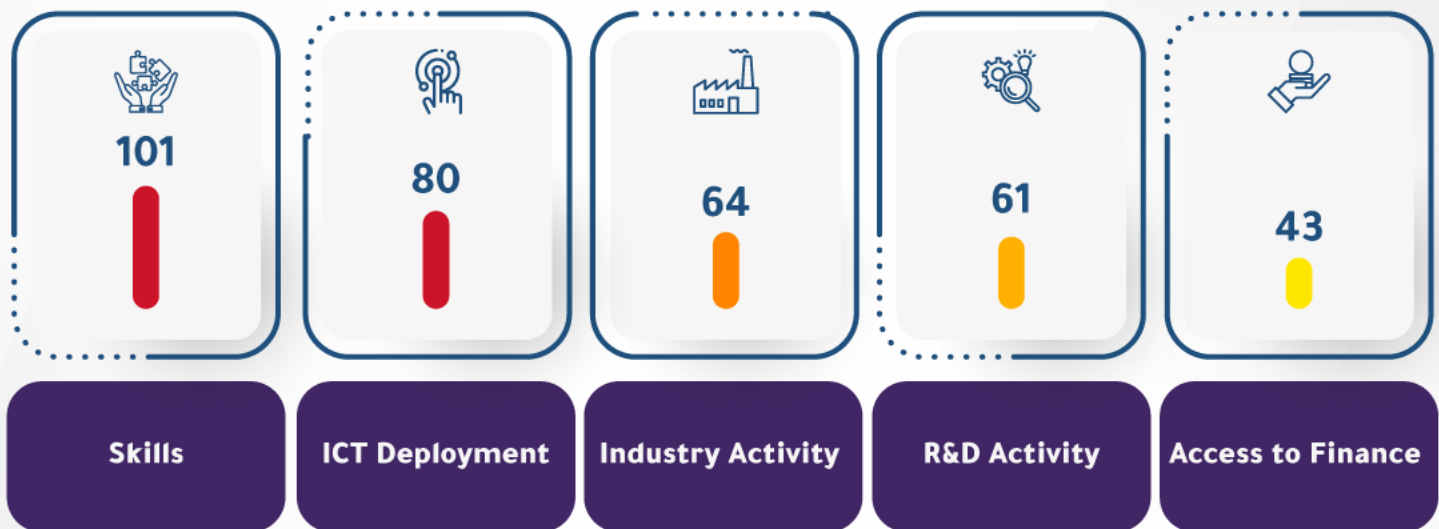 101
80
64
61
43
Skills
ICT Deployment
Industry Activity
R&D Activity
Access to Finance